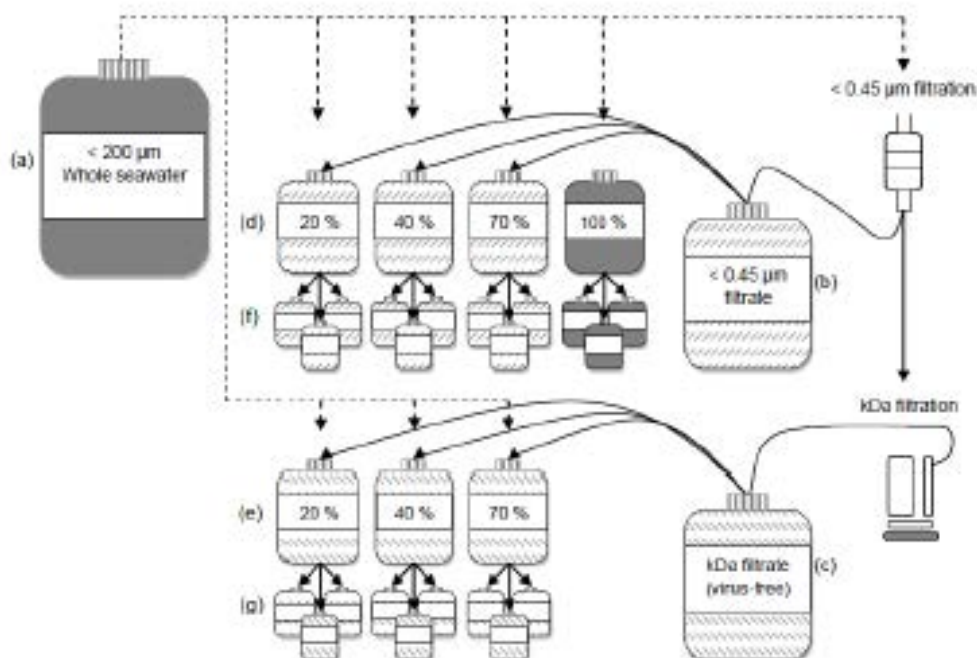 < 0.45 µm filtration
(a)
< 200 µm
Whole seawater
(d)
20 %
40 %
70 %
100 %
(b)
< 0.45 µm
filtrate
(f)
kDa filtration
(e)
20 %
40 %
70 %
(c)
kDa filtrate
(virus-free)
(g)